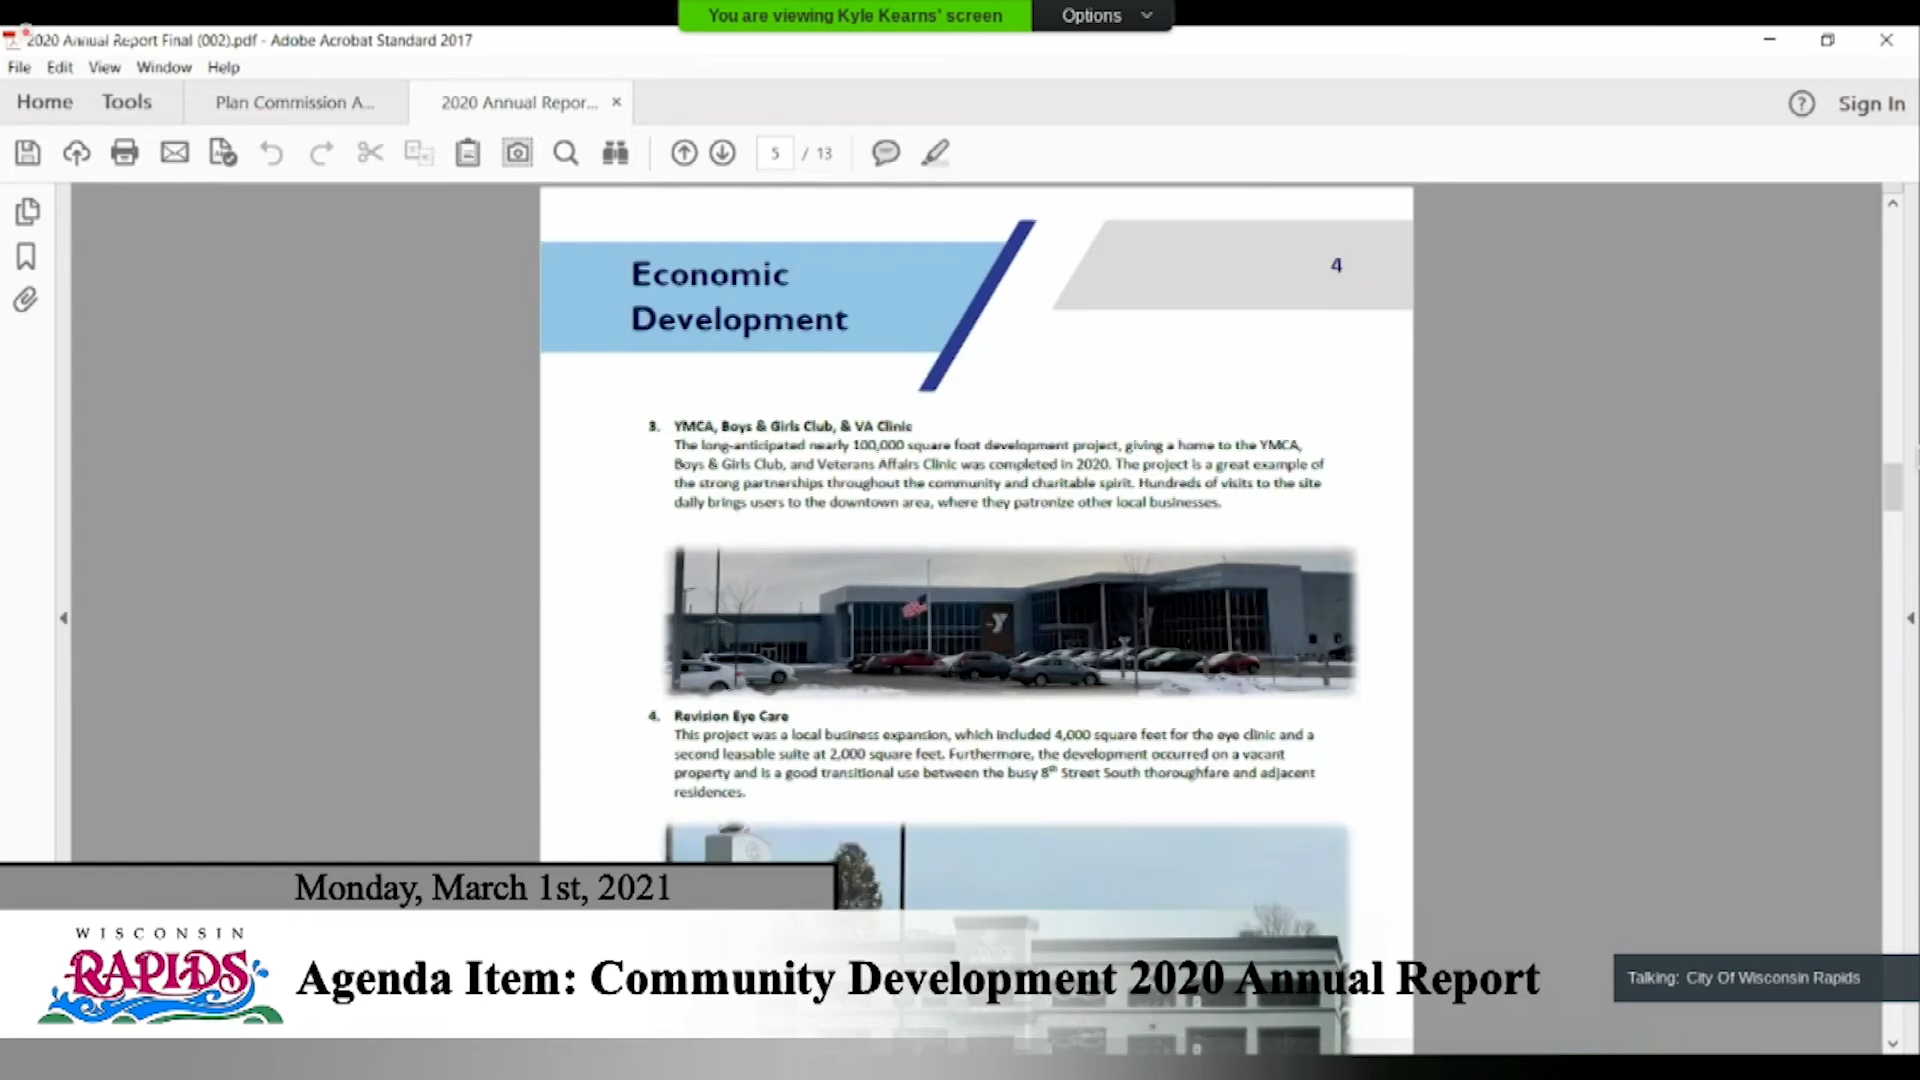 You are viewing Kyle Kearns' screen
Options
2020 Annual Report Final (002).pdf - Adobe Acrobat Standard 2017
File Edit View Window Help
Home Tools Plan Commission A... 2020 Annual Repor... ×
? Sign In
5 / 13
Economic
Development
4
3. YMCA, Boys & Girls Club, & VA Clinic
The long-anticipated nearly 100,000 square foot development project, giving a home to the YMCA,
Boys & Girls Club, and Veterans Affairs Clinic was completed in 2020. The project is a great example of
the strong partnerships throughout the community and charitable spirit. Hundreds of visits to the site
daily brings users to the downtown area, where they patronize other local businesses.
Y
4. Revision Eye Care
This project was a local business expansion, which included 4,000 square feet for the eye clinic and a
second leasable suite at 2,000 square feet. Furthermore, the development occurred on a vacant
property and is a good transitional use between the busy 8th Street South thoroughfare and adjacent
residences.
Monday, March 1st, 2021
WISCONSIN
RAPIDS
Agenda Item: Community Development 2020 Annual Report
Talking: City Of Wisconsin Rapids